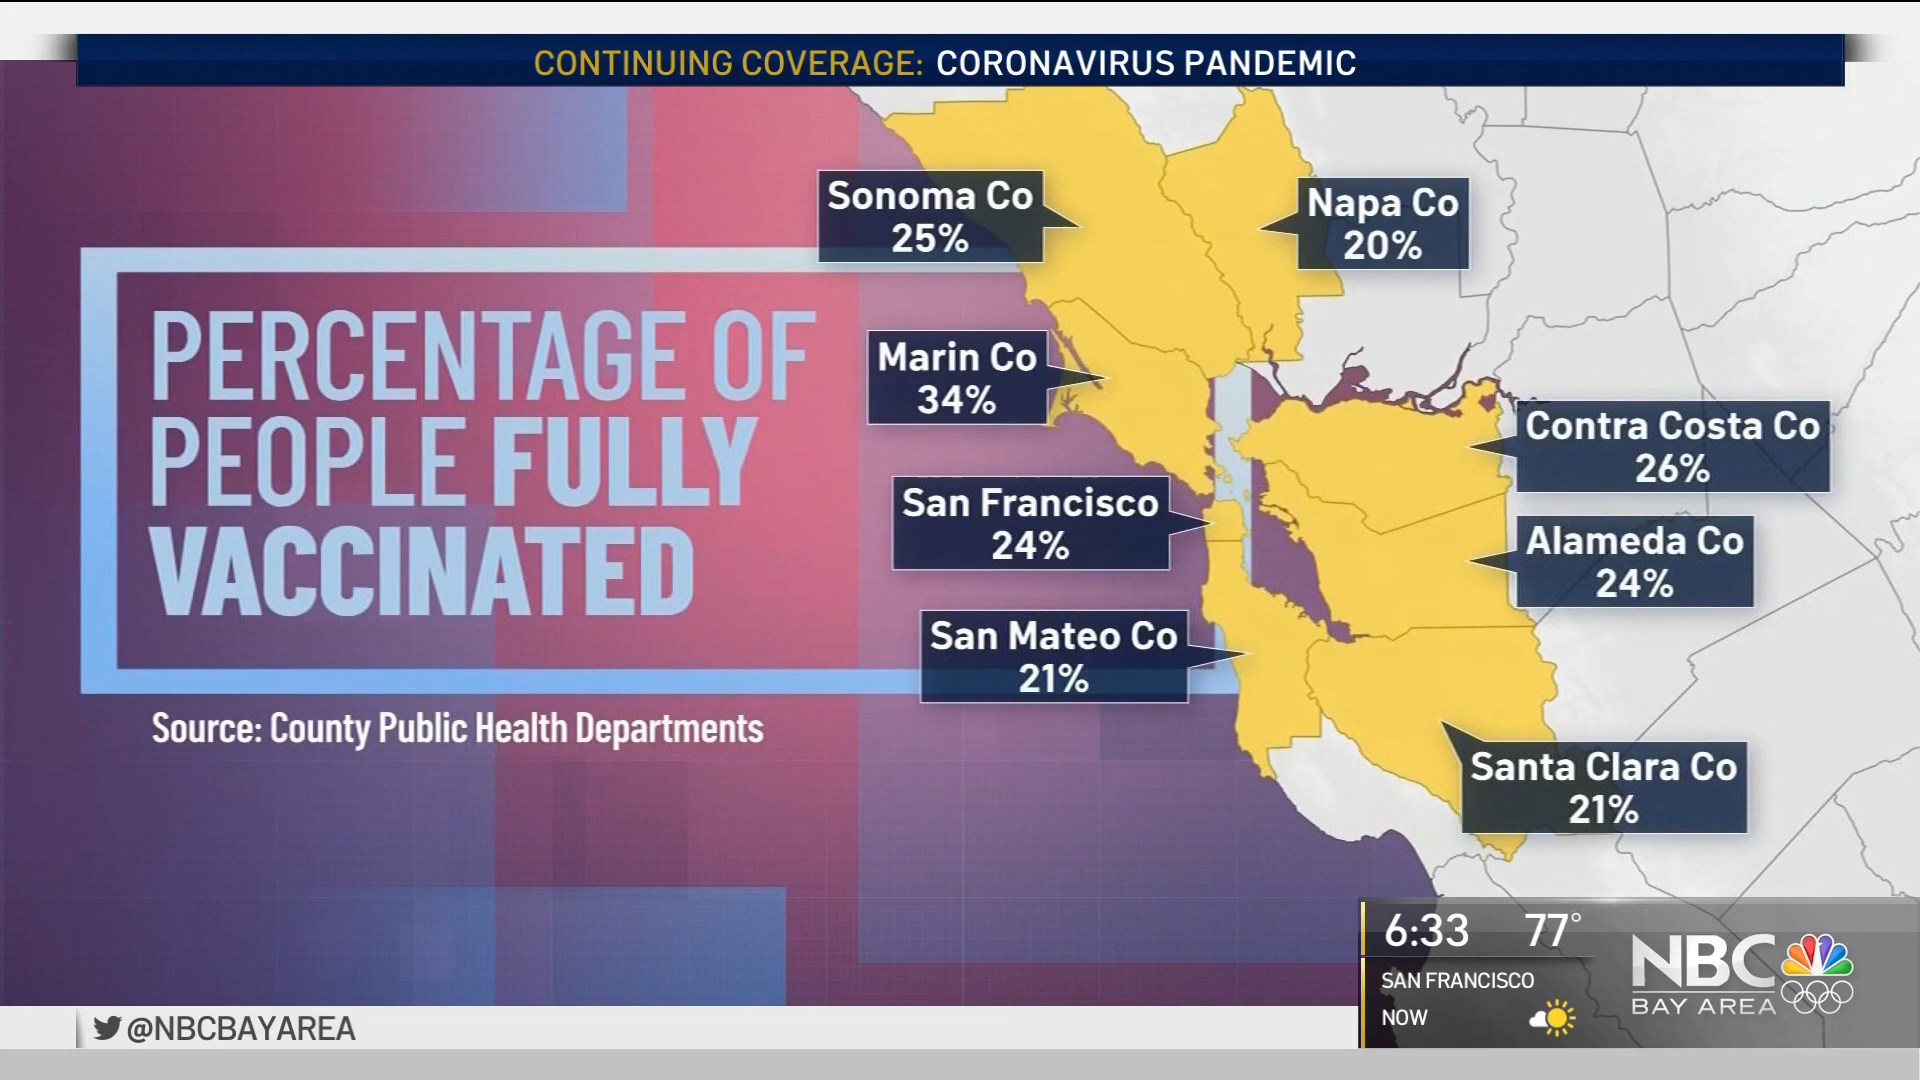 CONTINUING COVERAGE: CORONAVIRUS PANDEMIC
PERCENTAGE OF
PEOPLE FULLY
VACCINATED
Source: County Public Health Departments
Sonoma Co
25%
Napa Co
20%
Marin Co
34%
Contra Costa Co
26%
San Francisco
24%
Alameda Co
24%
San Mateo Co
21%
Santa Clara Co
21%
6:33 77°
SAN FRANCISCO
NOW
NBC
BAY AREA
@NBCBAYAREA